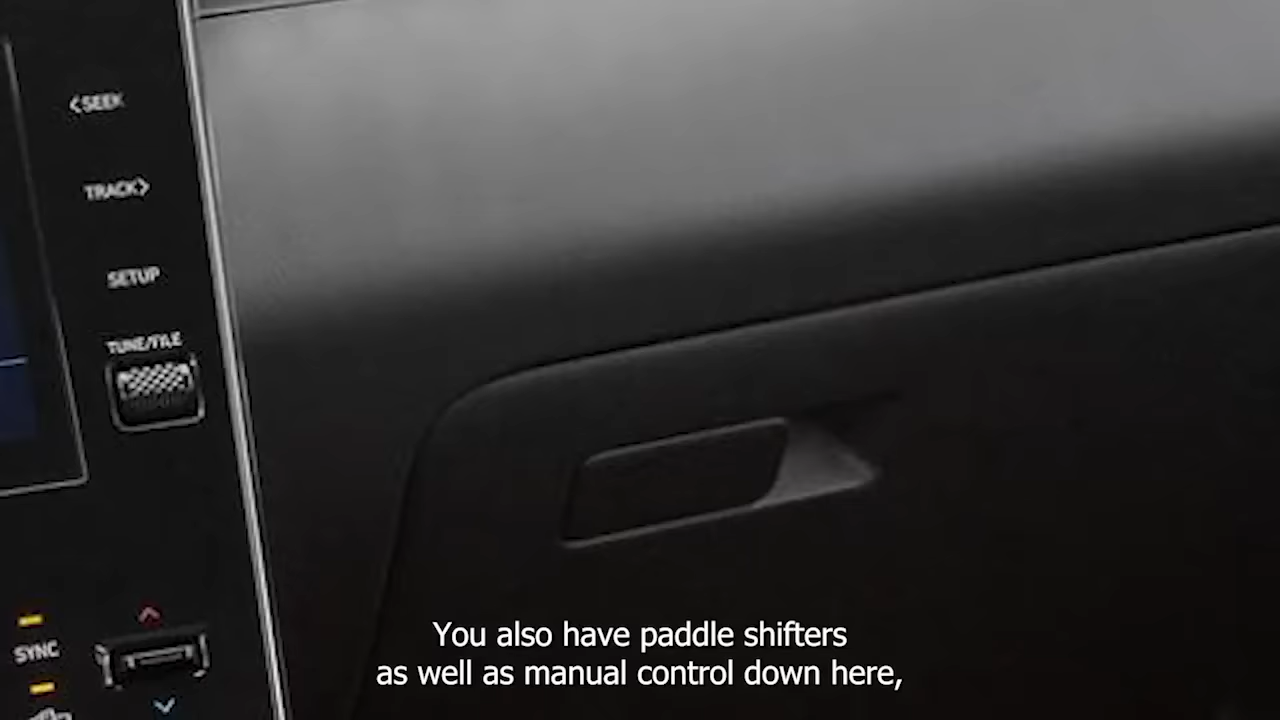 <SEEK
TRACK>
SETUP
TUNE/FILE
SYNC
You also have paddle shifters
as well as manual control down here,